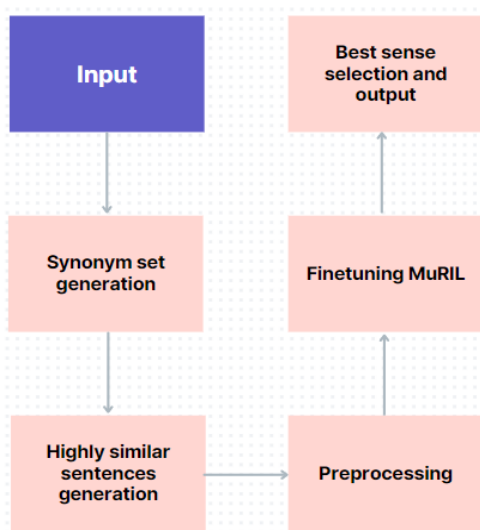 Input
Synonym set
generation
Highly similar
sentences
generation
Preprocessing
Finetuning MuRIL
Best sense
selection and
output